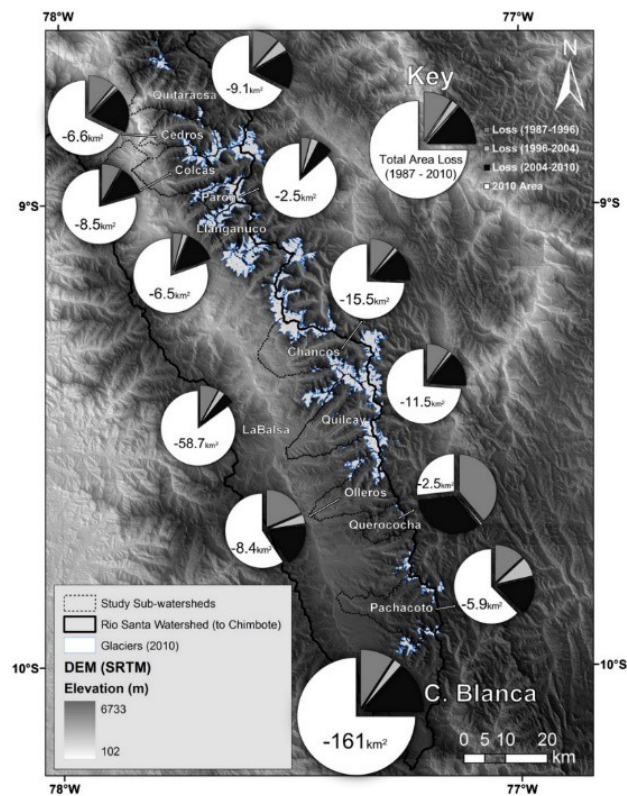 78°W
77°W
N
Key
-9.1km²
Quitaracsa
-6.6km²
Cedros
Colcas
Total Area Loss
(1987 - 2010)
Loss (1987-1996)
Loss (1996-2004)
Loss (2004-2010)
2010 Area
-2.5km²
Paron
9°S
9°S
-8.5km²
Llanganuco
-6.5km²
-15.5km²
Chancos
-11.5km²
LaBalsa
-58.7km²
Quilcay
-2.5km²
Olleros
Querococha
-8.4km²
Pachacoto
-5.9km²
Study Sub-watersheds
Rio Santa Watershed (to Chimbote)
Glaciers (2010)
DEM (SRTM)
Elevation (m)
6733
102
10°S
10°S
C. Blanca
-161km²
0 5 10 20
km
78°W
77°W